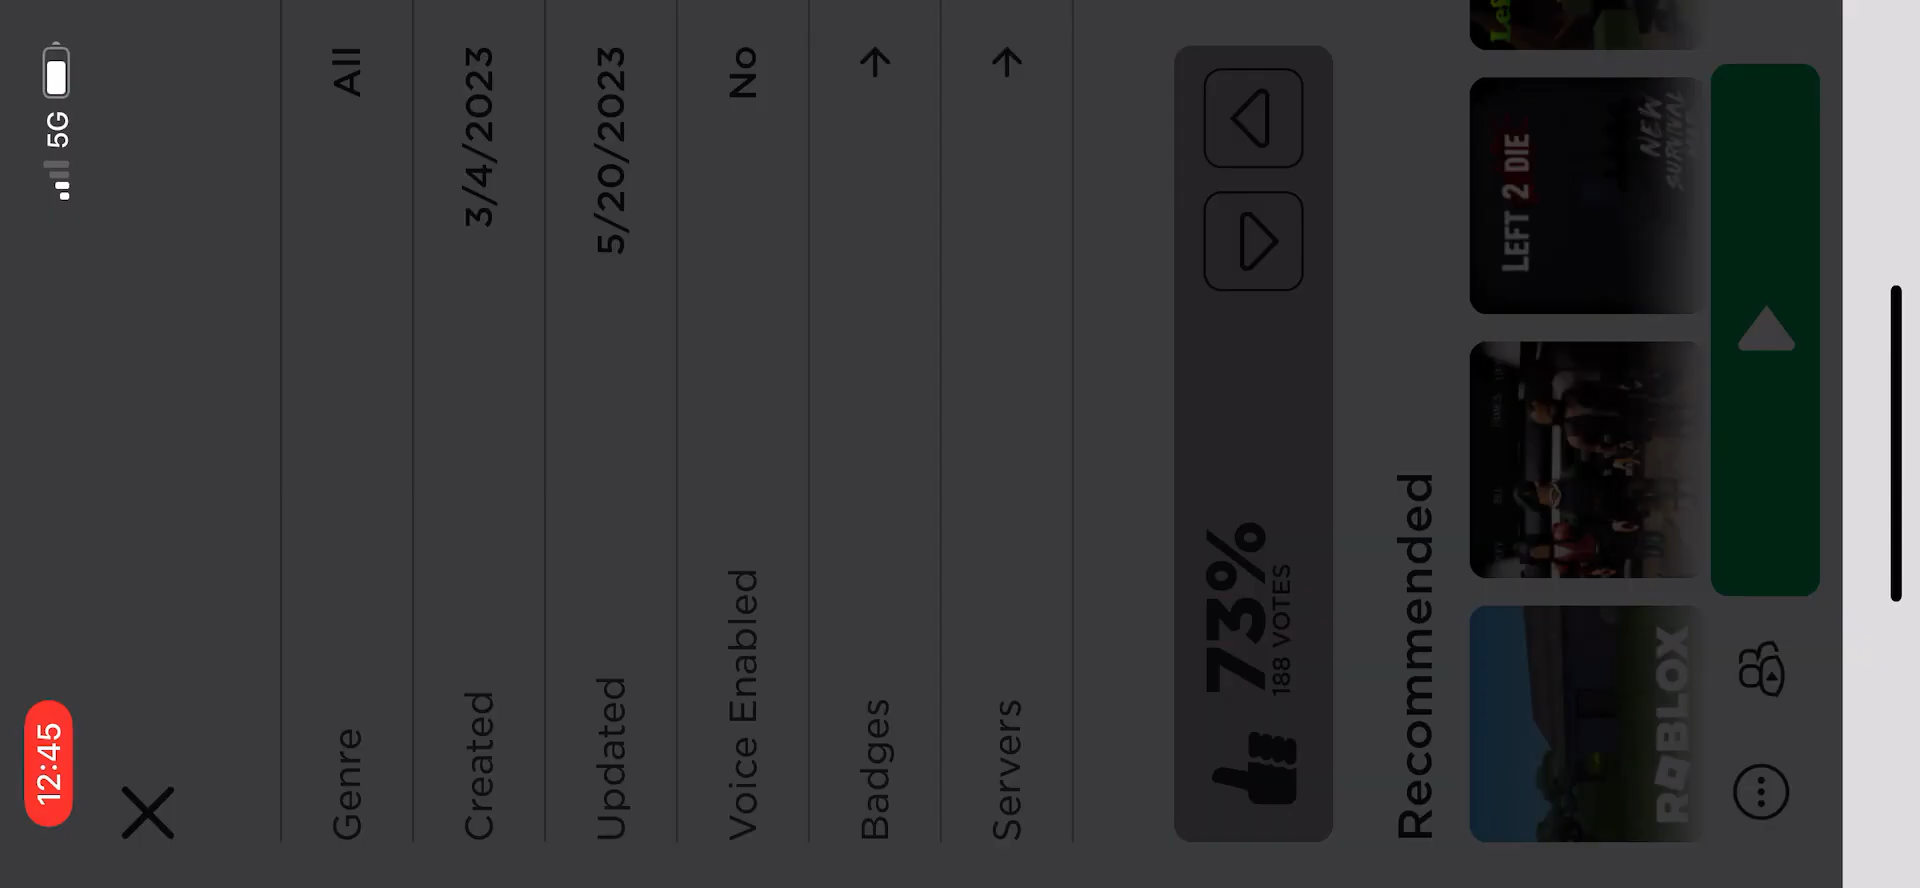 12:45
5G
Genre All
Created 3/4/2023
Updated 5/20/2023
Voice Enabled No
Badges
Servers
73%
188 VOTES
Recommended
ROBLOX
LEFT 2 DIE
NEW
SURVIVAL
Lef